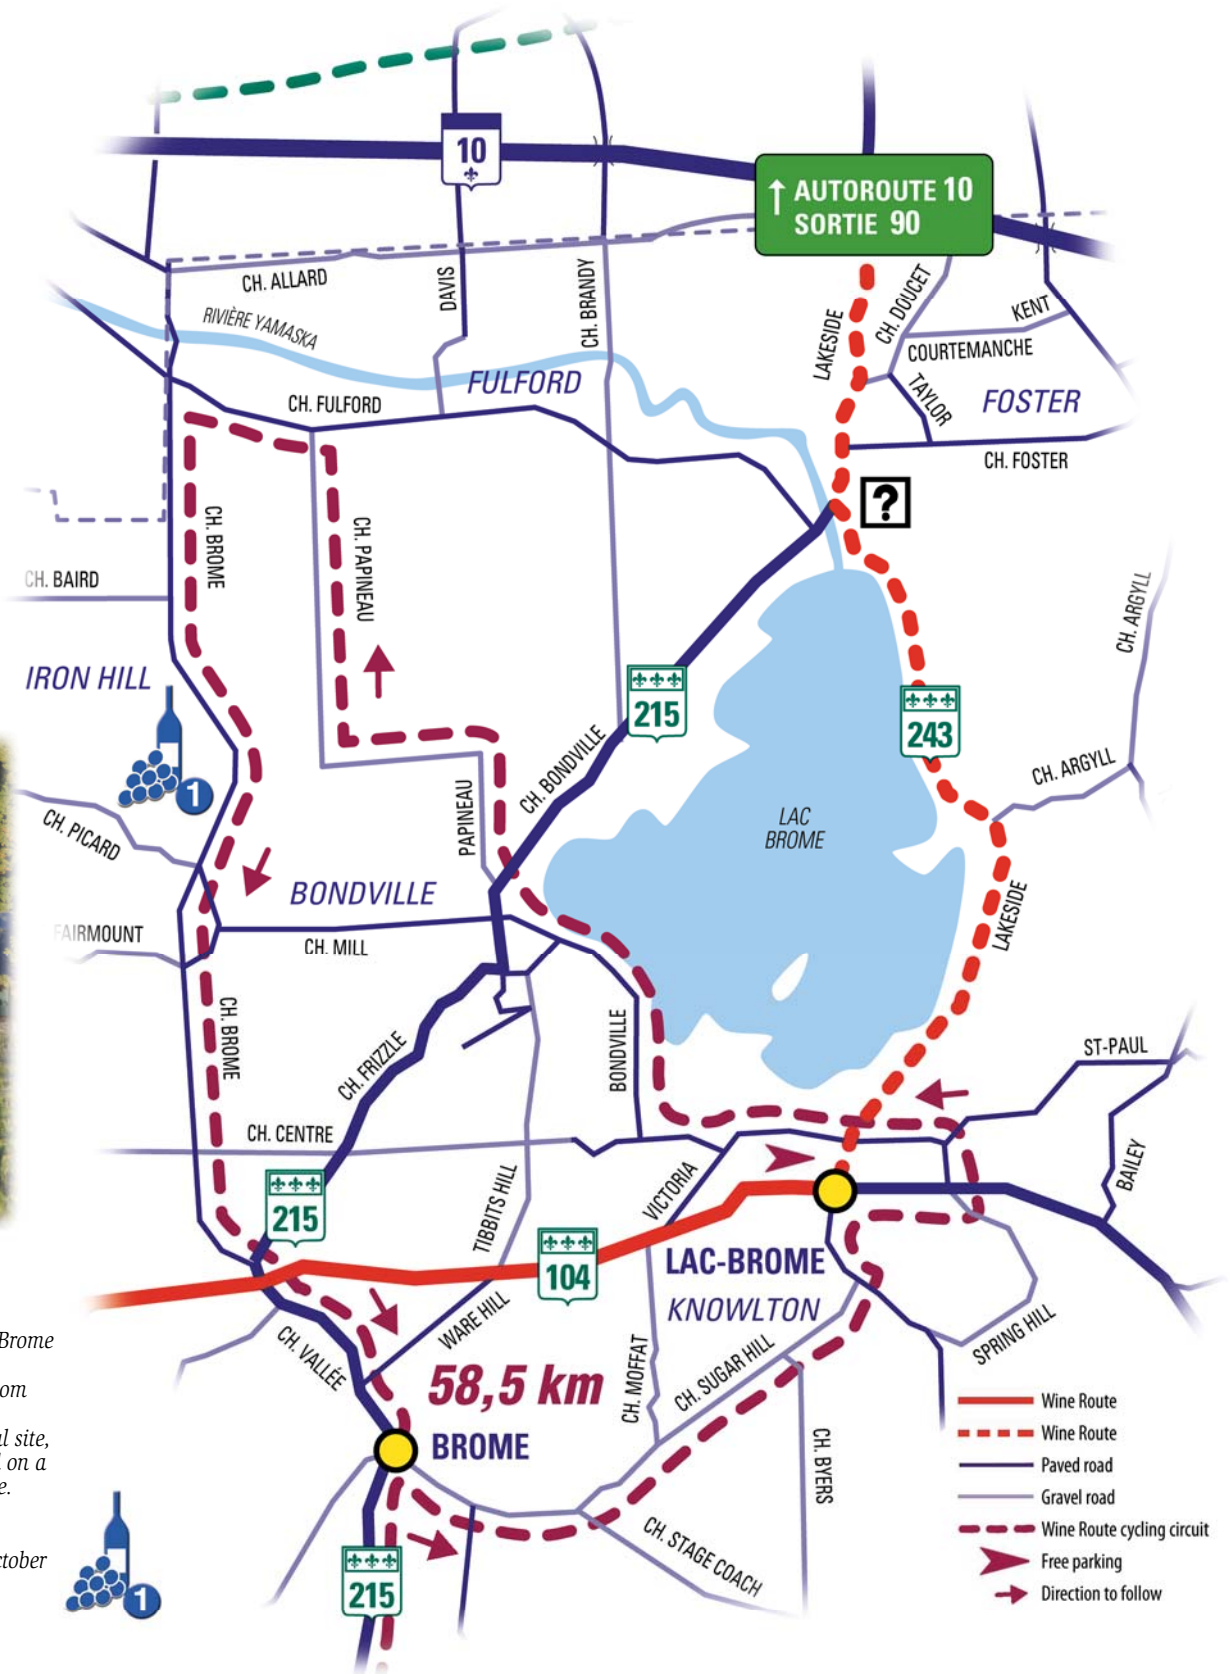 10
↑ AUTOROUTE 10
SORTIE 90
CH. ALLARD
DAVIS
CH. BRANDY
RIVIÈRE YAMASKA
LAKESIDE
CH. DOUCET
KENT
COURTEMANCHE
TAYLOR
FULFORD
FOSTER
CH. FULFORD
CH. FOSTER
?
CH. BROME
CH. PAPINEAU
CH. BAIRD
CH. ARGYLL
IRON HILL
215
243
1
CH. BONDVILLE
CH. ARGYLL
PAPINEAU
CH. PICARD
LAC
BROME
BONDVILLE
LAKESIDE
FAIRMOUNT
CH. MILL
CH. BROME
BONDVILLE
CH. FRIZZLE
ST-PAUL
CH. CENTRE
BAILEY
VICTORIA
TIBBITS HILL
215
104
LAC-BROME
KNOWLTON
WARE HILL
CH. VALLÉE
SPRING HILL
CH. MOFFAT
CH. SUGAR HILL
58,5 km
BROME
CH. BYERS
CH. STAGE COACH
215
Brome
om
al site,
on a
e.
ctober
1
Wine Route
Wine Route
Paved road
Gravel road
Wine Route cycling circuit
Free parking
Direction to follow